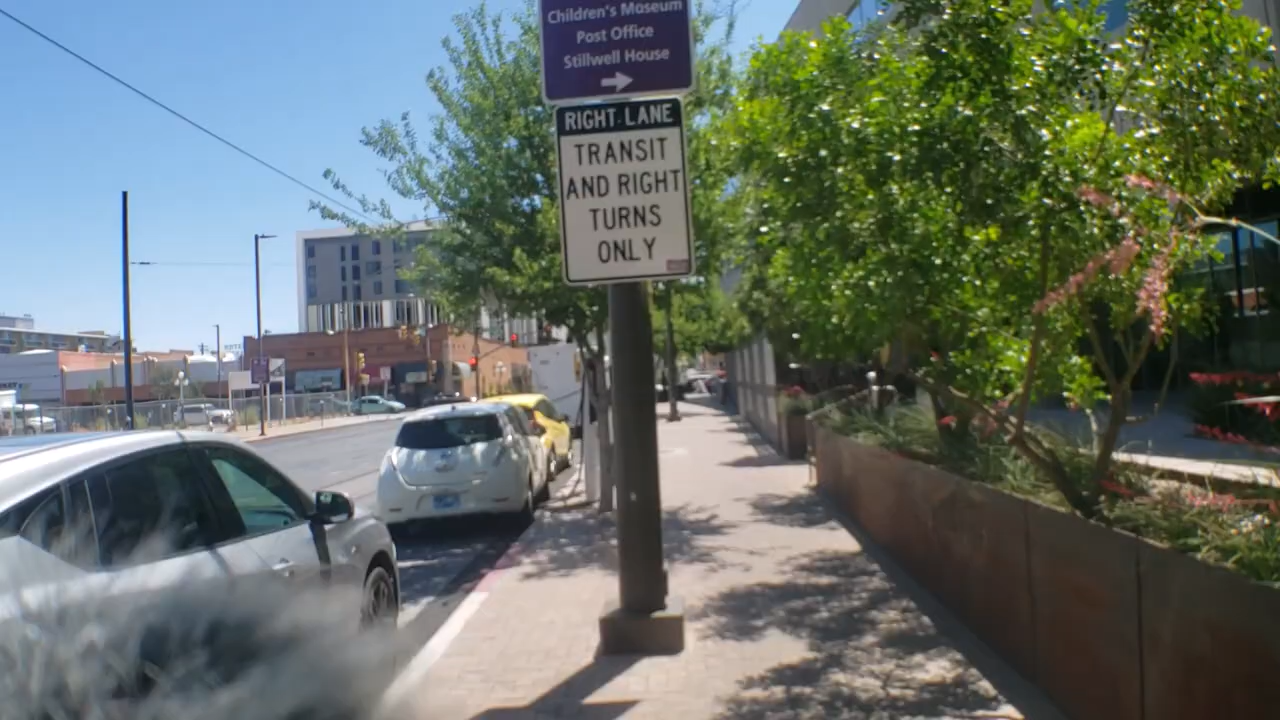 Children's Museum
Post Office
Stillwell House
RIGHT LANE
TRANSIT
AND RIGHT
TURNS
ONLY